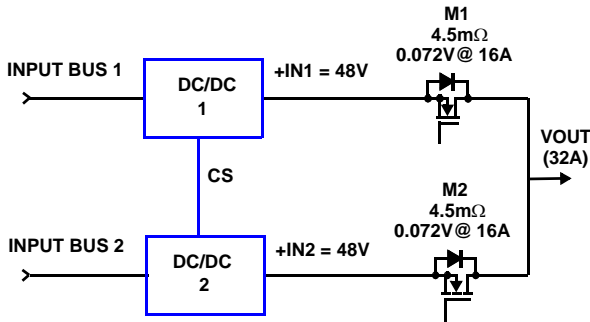 M1
4.5mΩ
0.072V@ 16A
INPUT BUS 1
DC/DC
1
+IN1 = 48V
VOUT
(32A)
CS
M2
4.5mΩ
0.072V@ 16A
INPUT BUS 2
DC/DC
2
+IN2 = 48V